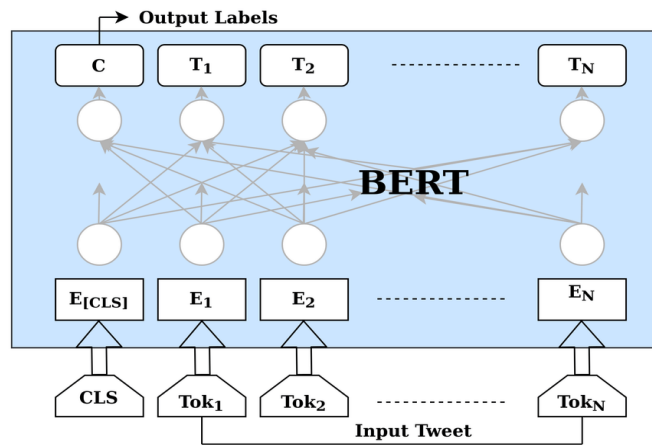 Output Labels
C T1 T2 TN
BERT
E[CLS] E1 E2 EN
CLS Tok1 Tok2 TokN
Input Tweet